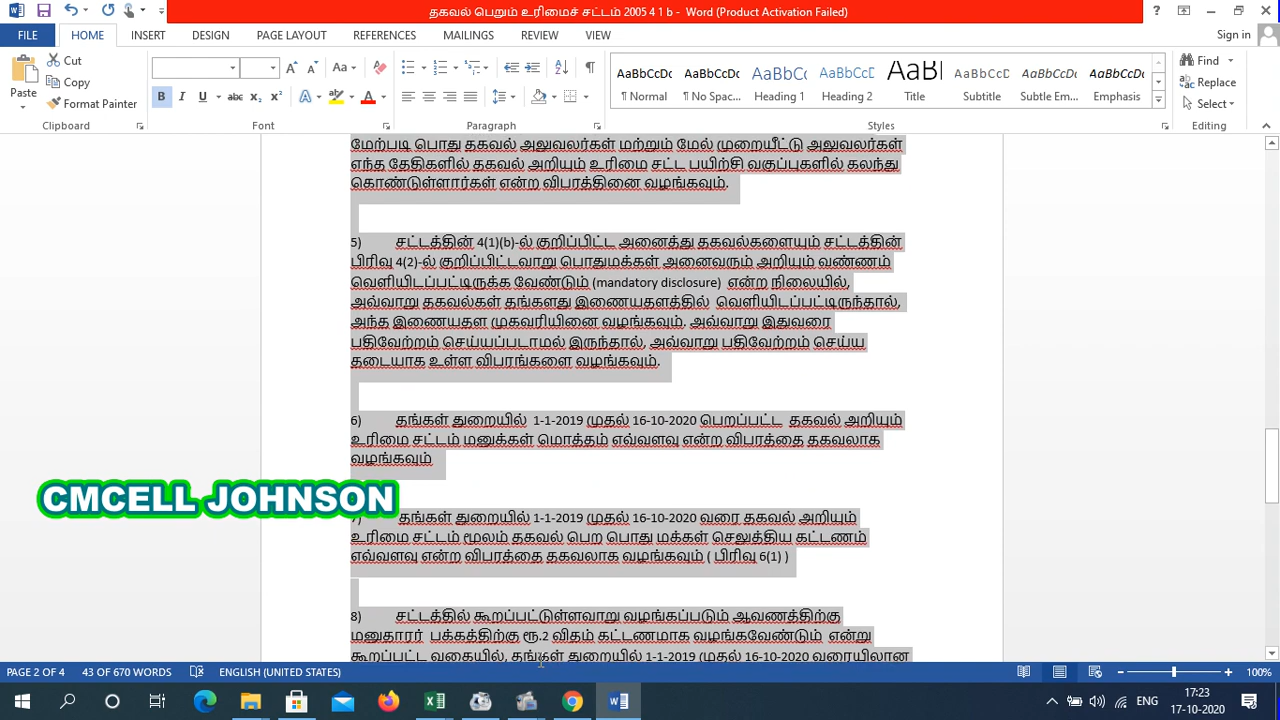 தகவல் பெறும் உரிமைச் சட்டம் 2005 4 1 b - Word (Product Activation Failed)
FILE HOME INSERT DESIGN PAGE LAYOUT REFERENCES MAILINGS REVIEW VIEW Sign in
Paste Cut Copy Format Painter
Clipboard Font Paragraph Styles Editing
AaBbCcDc ¶ Normal
AaBbCcDc ¶ No Spac...
AaBbCc Heading 1
AaBbCcD Heading 2
AaBl Title
AaBbCcD Subtitle
AaBbCcDc Subtle Em...
AaBbCcDc Emphasis
Find
Replace
Select
மேற்படி பொது தகவல் அலுவலர்கள் மற்றும் மேல் முறையீட்டு அலுவலர்கள்
எந்த தேதிகளில் தகவல் அறியும் உரிமை சட்ட பயிற்சி வகுப்புகளில் கலந்து
கொண்டுள்ளார்கள் என்ற விபரத்தினை வழங்கவும்.
5) சட்டத்தின் 4(1)(b)-ல் குறிப்பிட்ட அனைத்து தகவல்களையும் சட்டத்தின்
பிரிவு 4(2)-ல் குறிப்பிட்டவாறு பொதுமக்கள் அனைவரும் அறியும் வண்ணம்
வெளியிடப்பட்டிருக்க வேண்டும் (mandatory disclosure) என்ற நிலையில்,
அவ்வாறு தகவல்கள் தங்களது இணையதளத்தில் வெளியிடப்பட்டிருந்தால்,
அந்த இணையதள முகவரியினை வழங்கவும். அவ்வாறு இதுவரை
பதிவேற்றம் செய்யப்படாமல் இருந்தால், அவ்வாறு பதிவேற்றம் செய்ய
தடையாக உள்ள விபரங்களை வழங்கவும்.
6) தங்கள் துறையில் 1-1-2019 முதல் 16-10-2020 பெறப்பட்ட தகவல் அறியும்
உரிமை சட்டம் மனுக்கள் மொத்தம் எவ்வளவு என்ற விபரத்தை தகவலாக
வழங்கவும்
CMCELL JOHNSON
7) தங்கள் துறையில் 1-1-2019 முதல் 16-10-2020 வரை தகவல் அறியும்
உரிமை சட்டம் மூலம் தகவல் பெற பொது மக்கள் செலுத்திய கட்டணம்
எவ்வளவு என்ற விபரத்தை தகவலாக வழங்கவும் ( பிரிவு 6(1) )
8) சட்டத்தில் கூறப்பட்டுள்ளவாறு வழங்கப்படும் ஆவணத்திற்கு
மனுதாரர் பக்கத்திற்கு ரூ.2 விதம் கட்டணமாக வழங்கவேண்டும் என்று
கூறப்பட்ட வகையில், தங்கள் துறையில் 1-1-2019 முதல் 16-10-2020 வரையிலான
PAGE 2 OF 4 43 OF 670 WORDS ENGLISH (UNITED STATES) 100%
ENG 17:23
17-10-2020